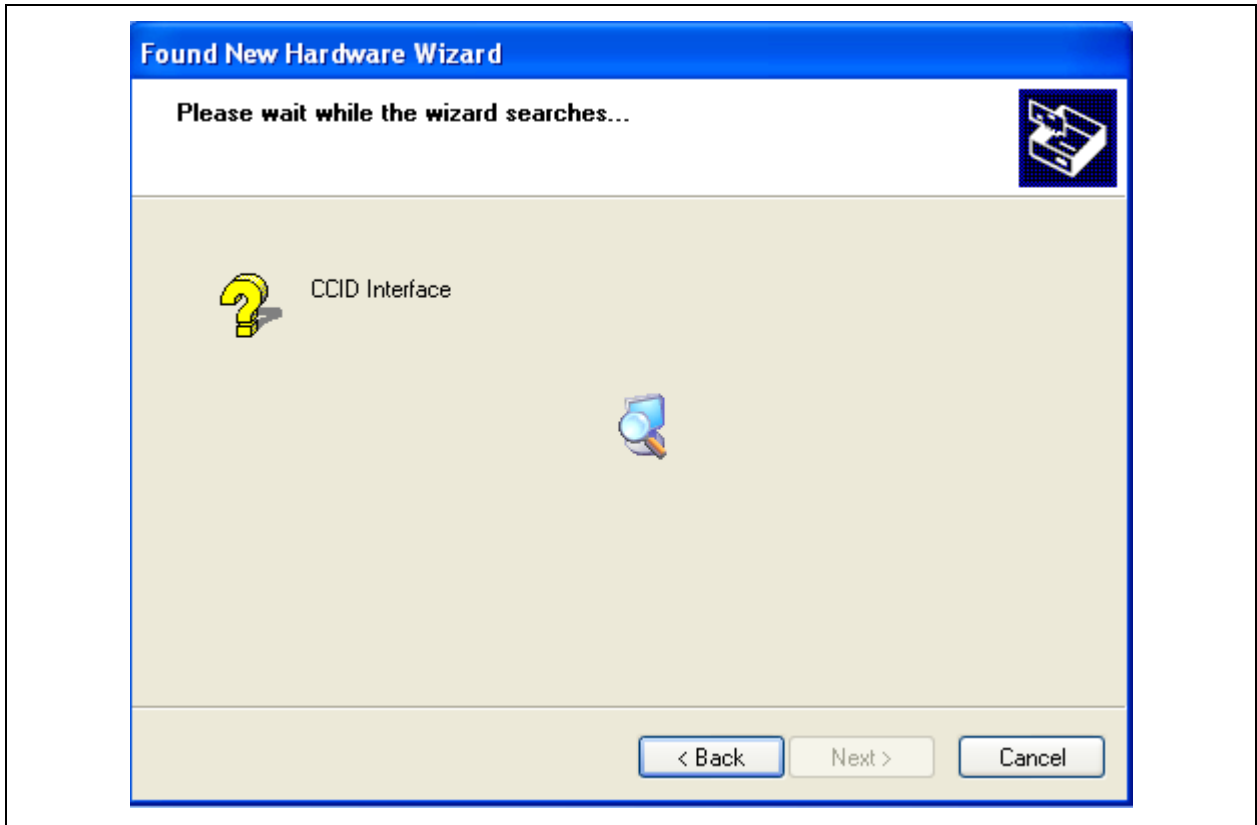 Found New Hardware Wizard
Please wait while the wizard searches...
CCID Interface
< Back Next > Cancel